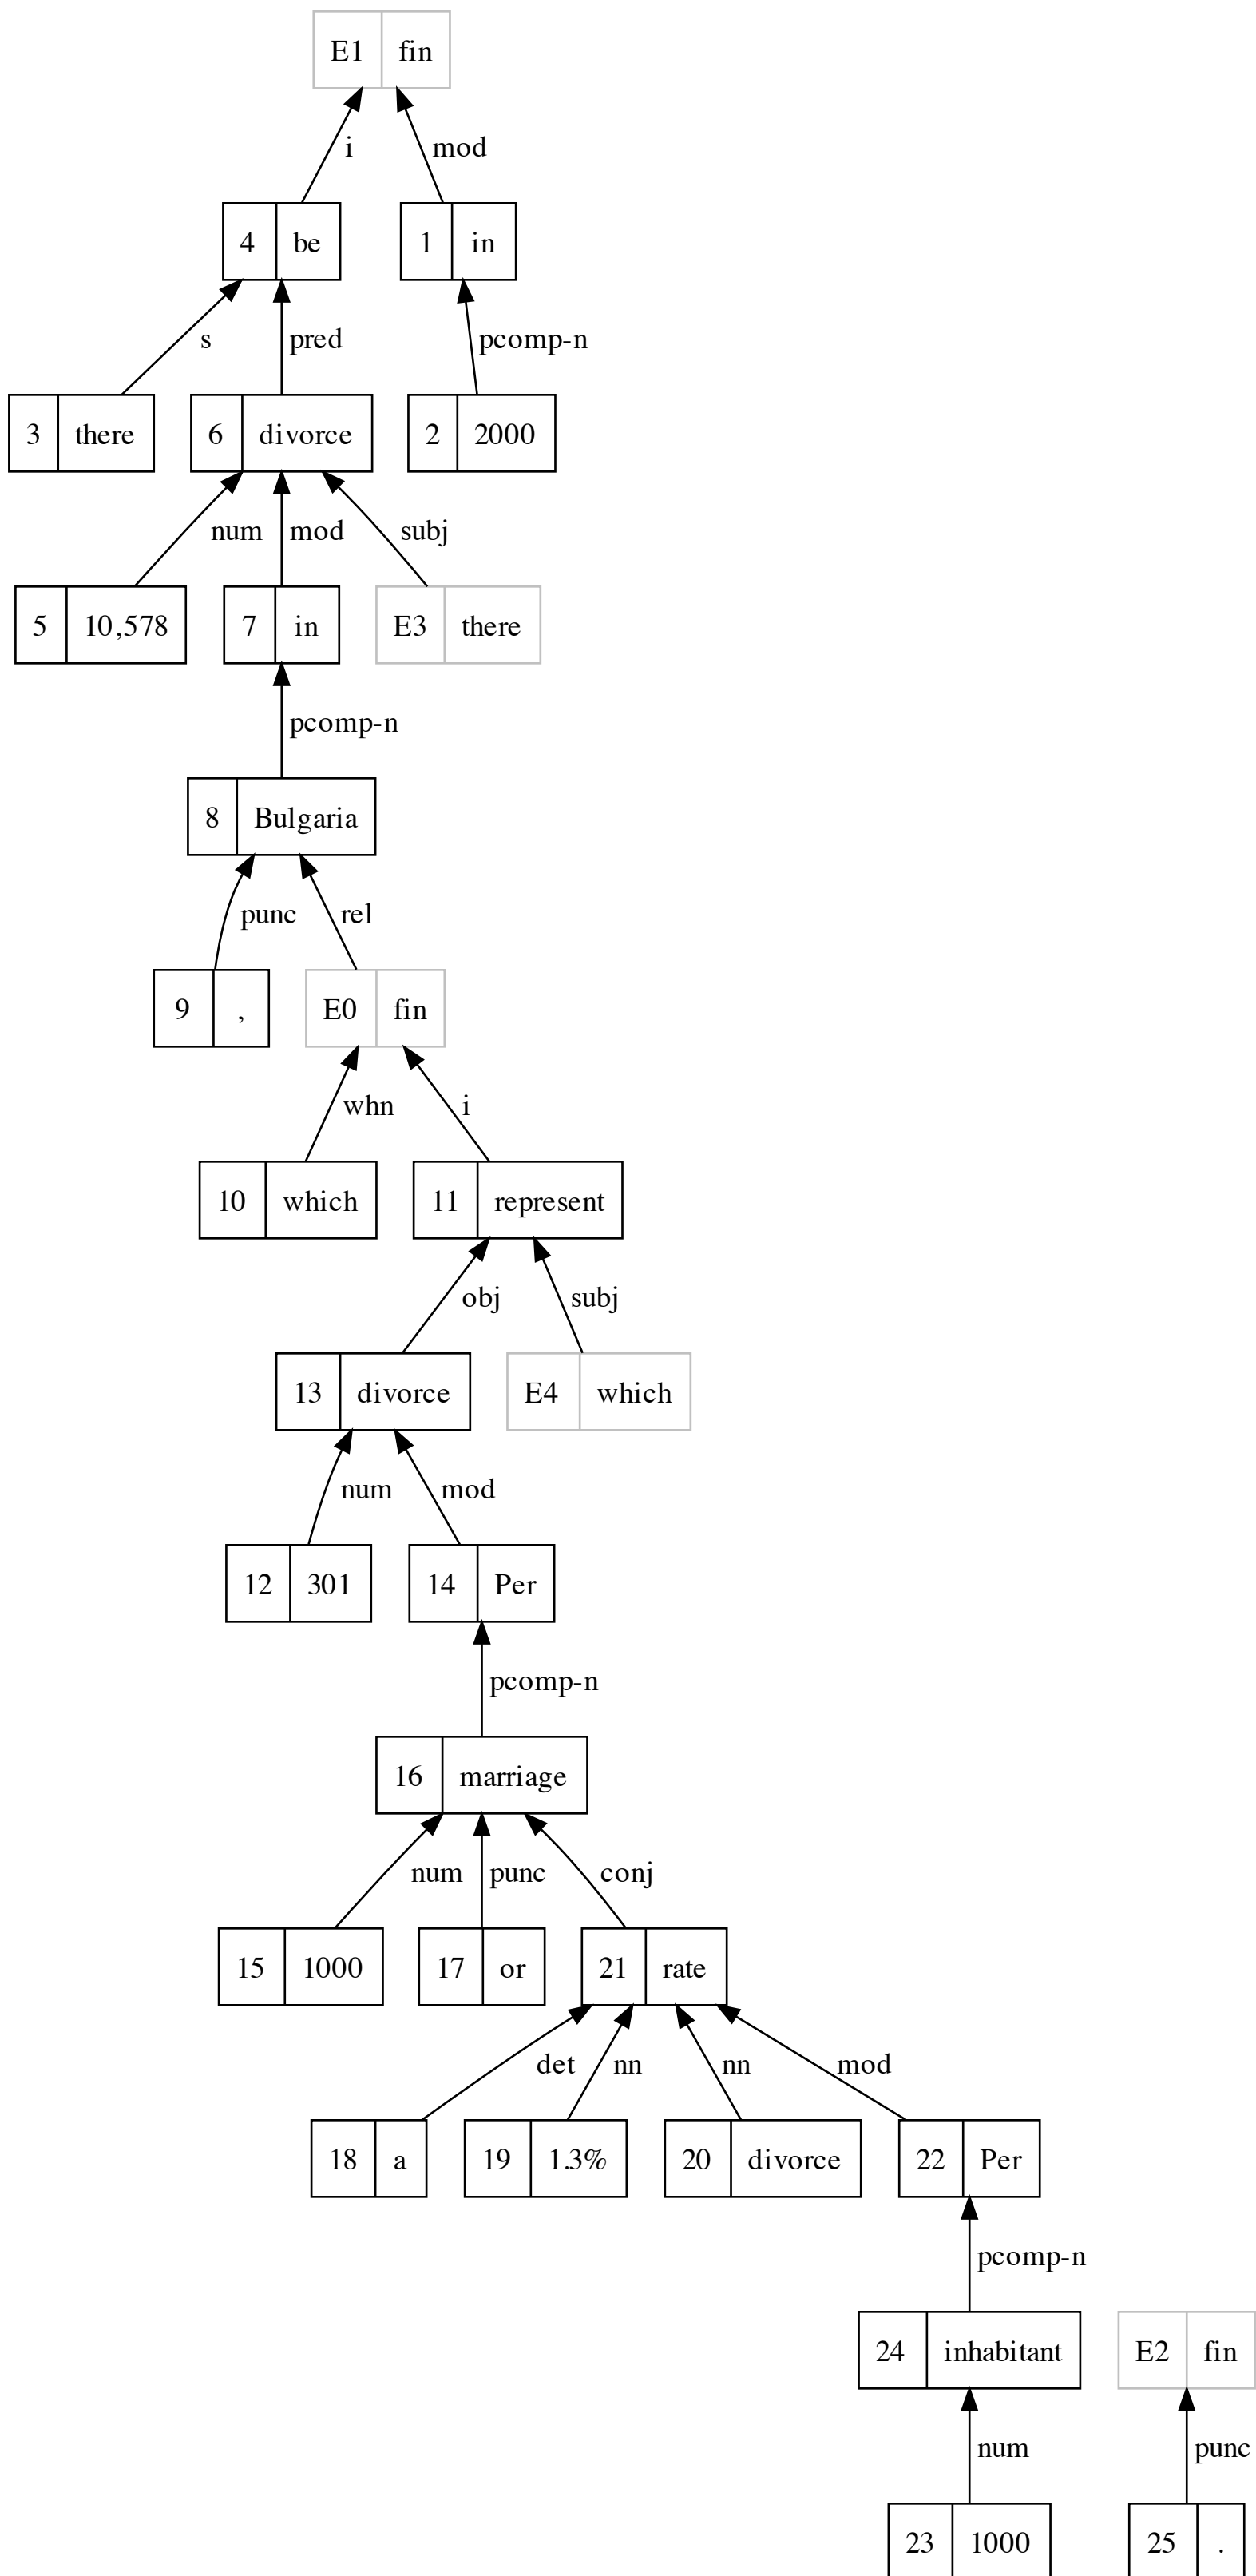 E1 fin
i mod
4 be 1 in
s pred pcomp-n
3 there 6 divorce 2 2000
num mod subj
5 10,578 7 in E3 there
pcomp-n
8 Bulgaria
punc rel
9 , E0 fin
whn i
10 which 11 represent
obj subj
13 divorce E4 which
num mod
12 301 14 Per
pcomp-n
16 marriage
num punc conj
15 1000 17 or 21 rate
det nn nn mod
18 a 19 1.3% 20 divorce 22 Per
pcomp-n
24 inhabitant E2 fin
num punc
23 1000 25 .